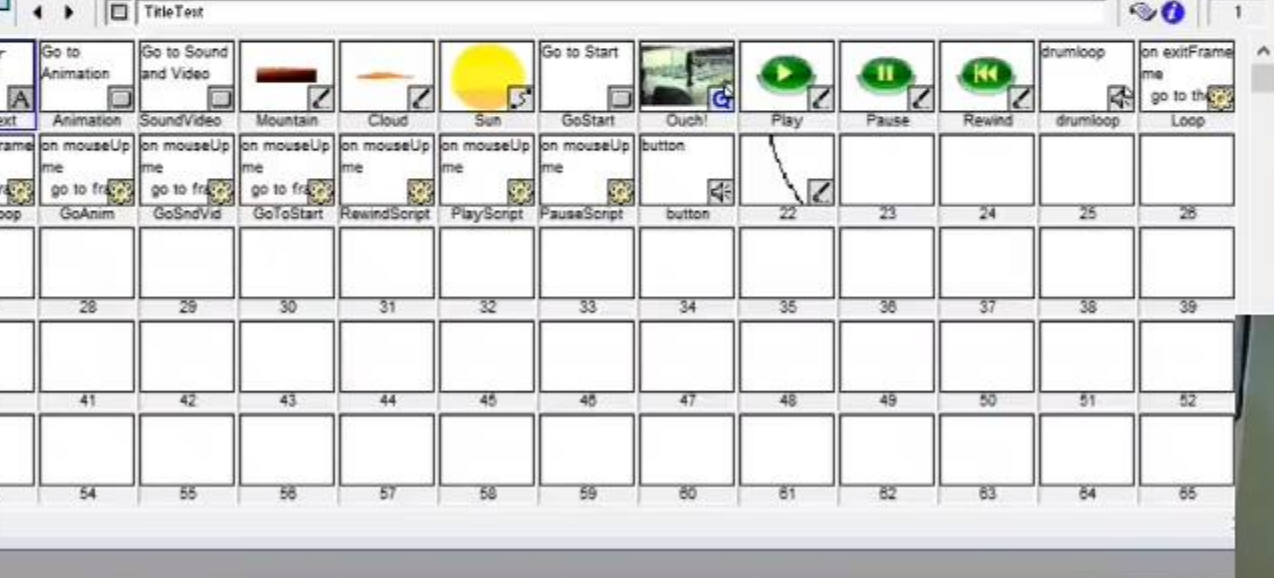 TitleText
1
Go to
Animation
Go to Sound
and Video
Go to Start
drumloop
on exitFrame
me
go to the
A
ext
Animation
SoundVideo
Mountain
Cloud
Sun
GoStart
Ouch!
Play
Pause
Rewind
drumloop
Loop
rame
on mouseUp
me
go to fra
on mouseUp
me
go to fra
on mouseUp
me
go to fra
on mouseUp
me
on mouseUp
me
on mouseUp
me
button
oop
GoAnim
GoSndVid
GoToStart
RewindScript
PlayScript
PauseScript
button
22
23
24
25
26
28
29
30
31
32
33
34
35
36
37
38
39
41
42
43
44
45
46
47
48
49
50
51
52
54
55
56
57
58
59
60
61
62
63
64
65